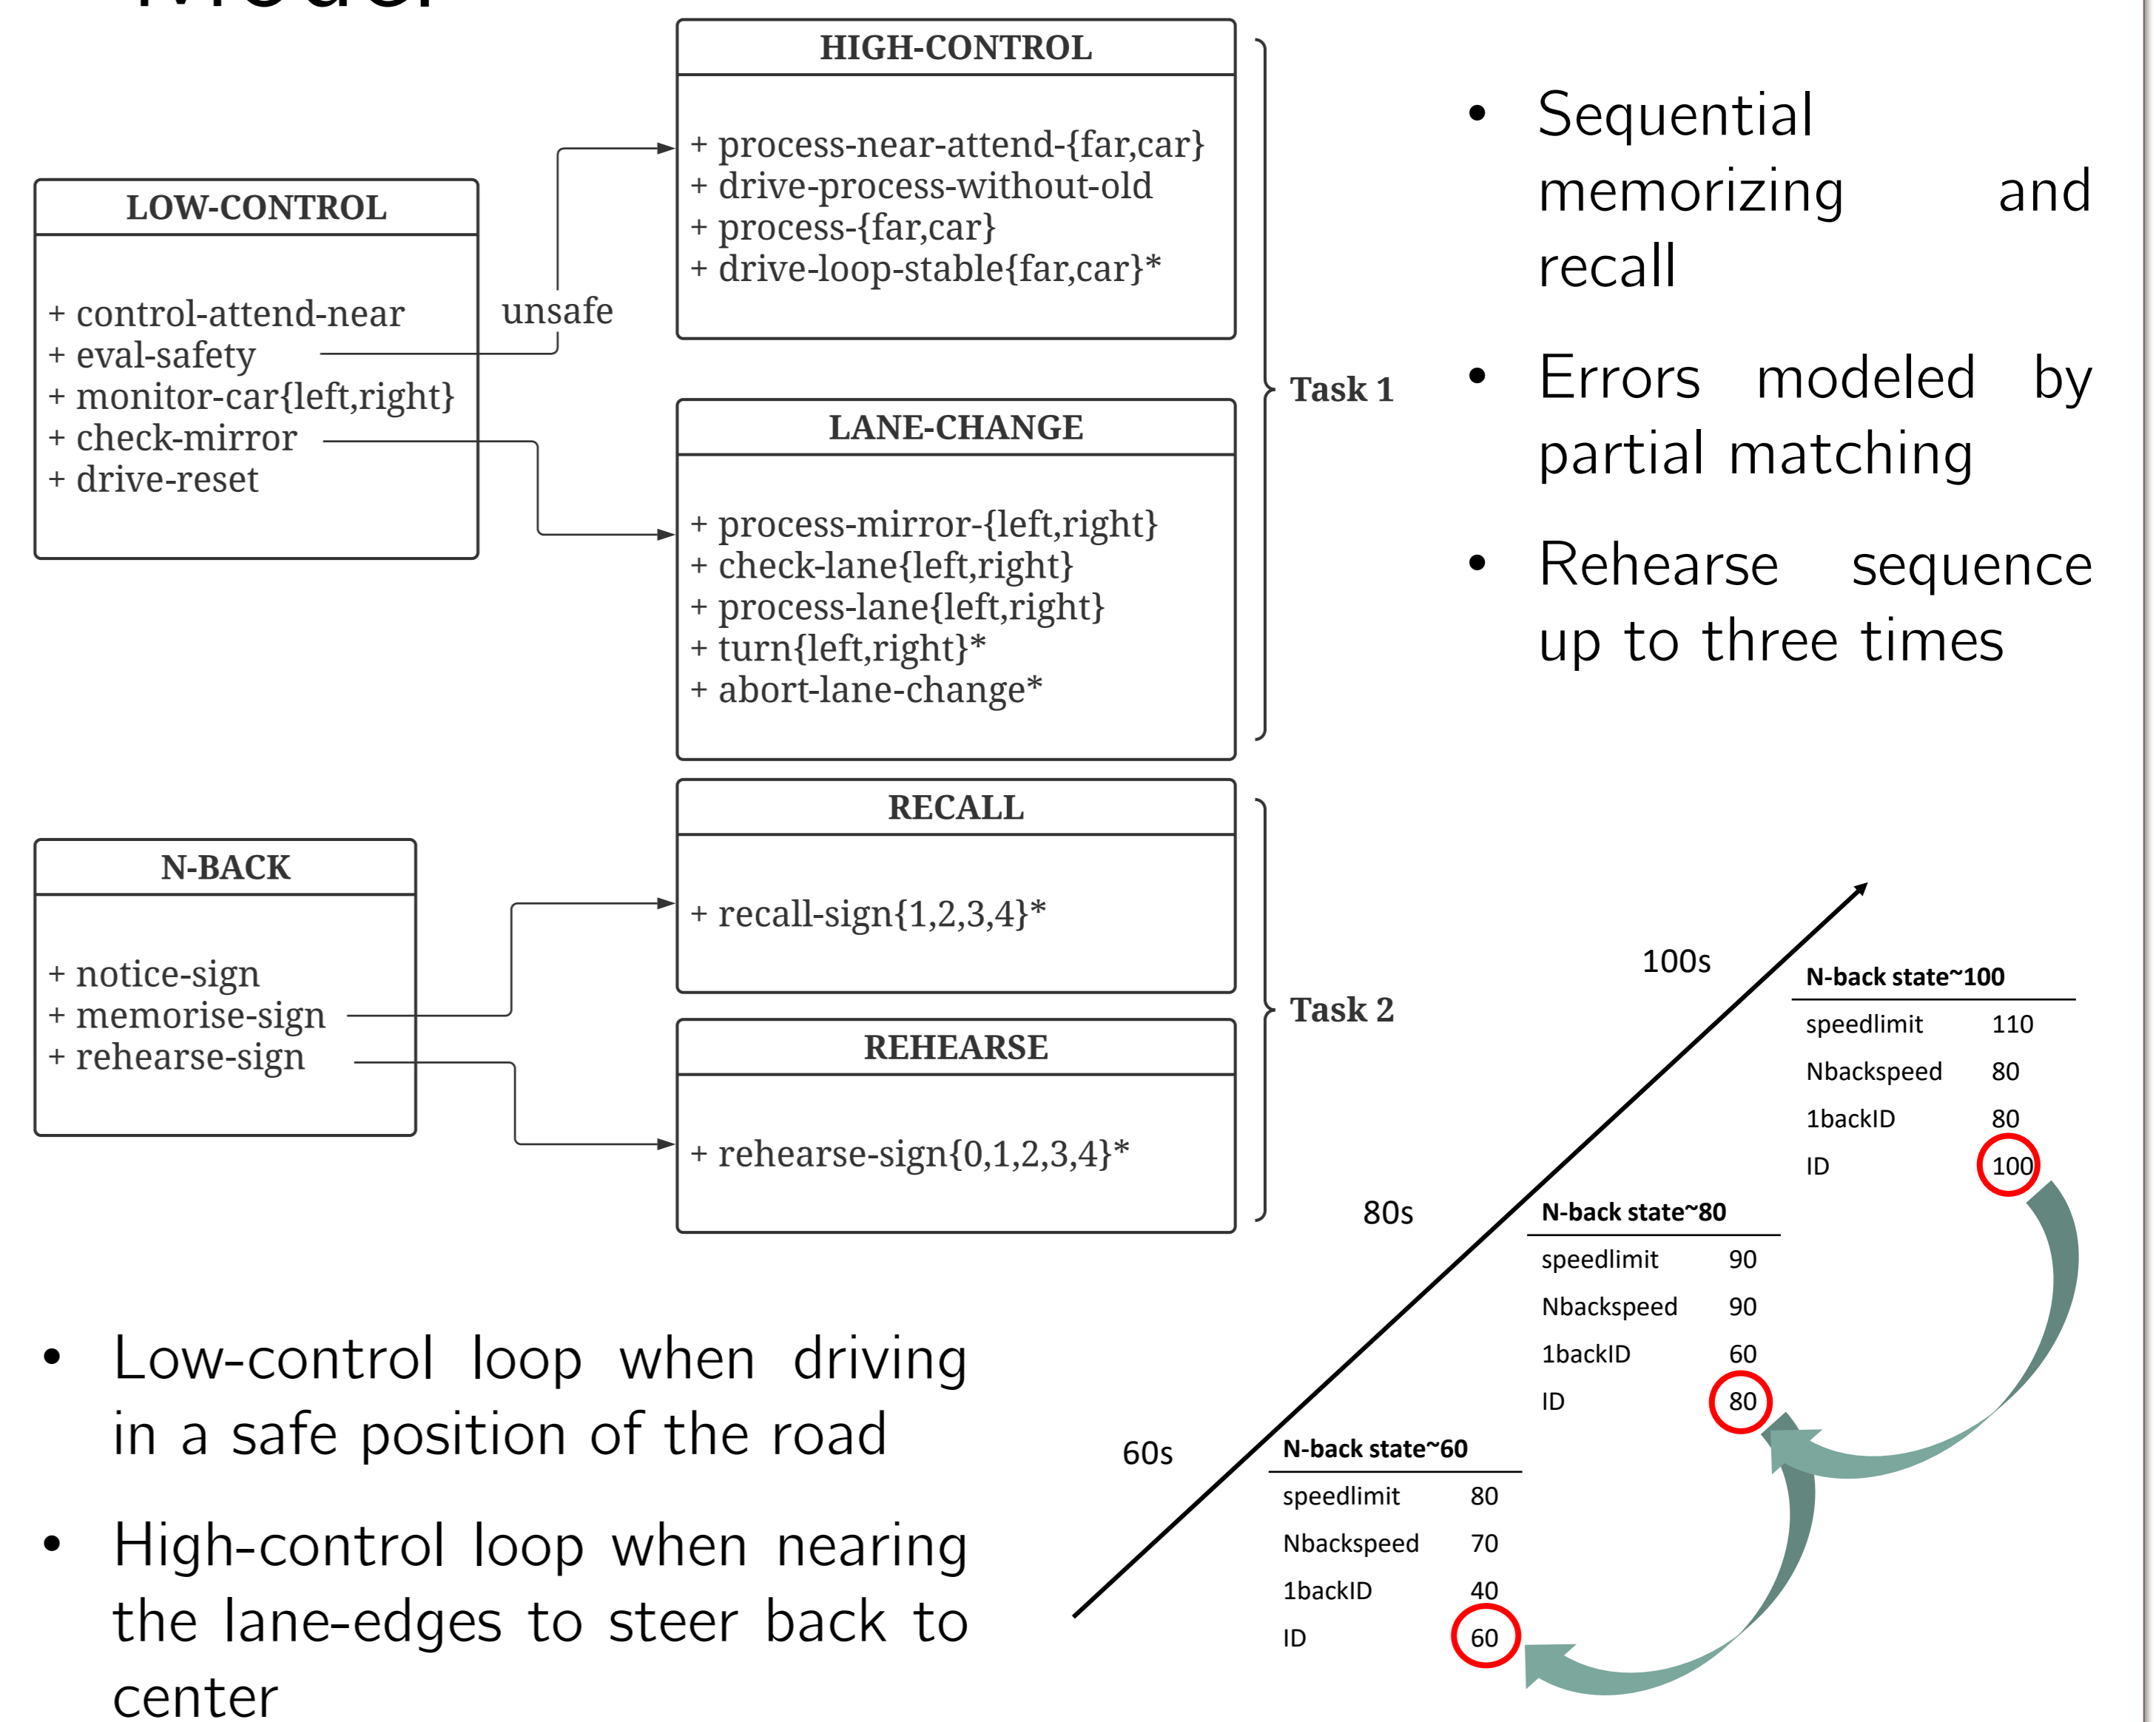 HIGH-CONTROL
+ process-near-attend-{far,car}
+ drive-process-without-old
+ process-{far,car}
+ drive-loop-stable{far,car}*
LOW-CONTROL
+ control-attend-near
+ eval-safety
+ monitor-car{left,right}
+ check-mirror
+ drive-reset
unsafe
LANE-CHANGE
+ process-mirror-{left,right}
+ check-lane{left,right}
+ process-lane{left,right}
+ turn{left,right}*
+ abort-lane-change*
Task 1
• Sequential
memorizing and
recall
• Errors modeled by
partial matching
• Rehearse sequence
up to three times
N-BACK
+ notice-sign
+ memorise-sign
+ rehearse-sign
RECALL
+ recall-sign{1,2,3,4}*
REHEARSE
+ rehearse-sign{0,1,2,3,4}*
Task 2
100s
N-back state~100
speedlimit 110
Nbackspeed 80
1backID 80
ID 100
80s
N-back state~80
speedlimit 90
Nbackspeed 90
1backID 60
ID 80
60s
N-back state~60
speedlimit 80
Nbackspeed 70
1backID 40
ID 60
• Low-control loop when driving
in a safe position of the road
• High-control loop when nearing
the lane-edges to steer back to
center